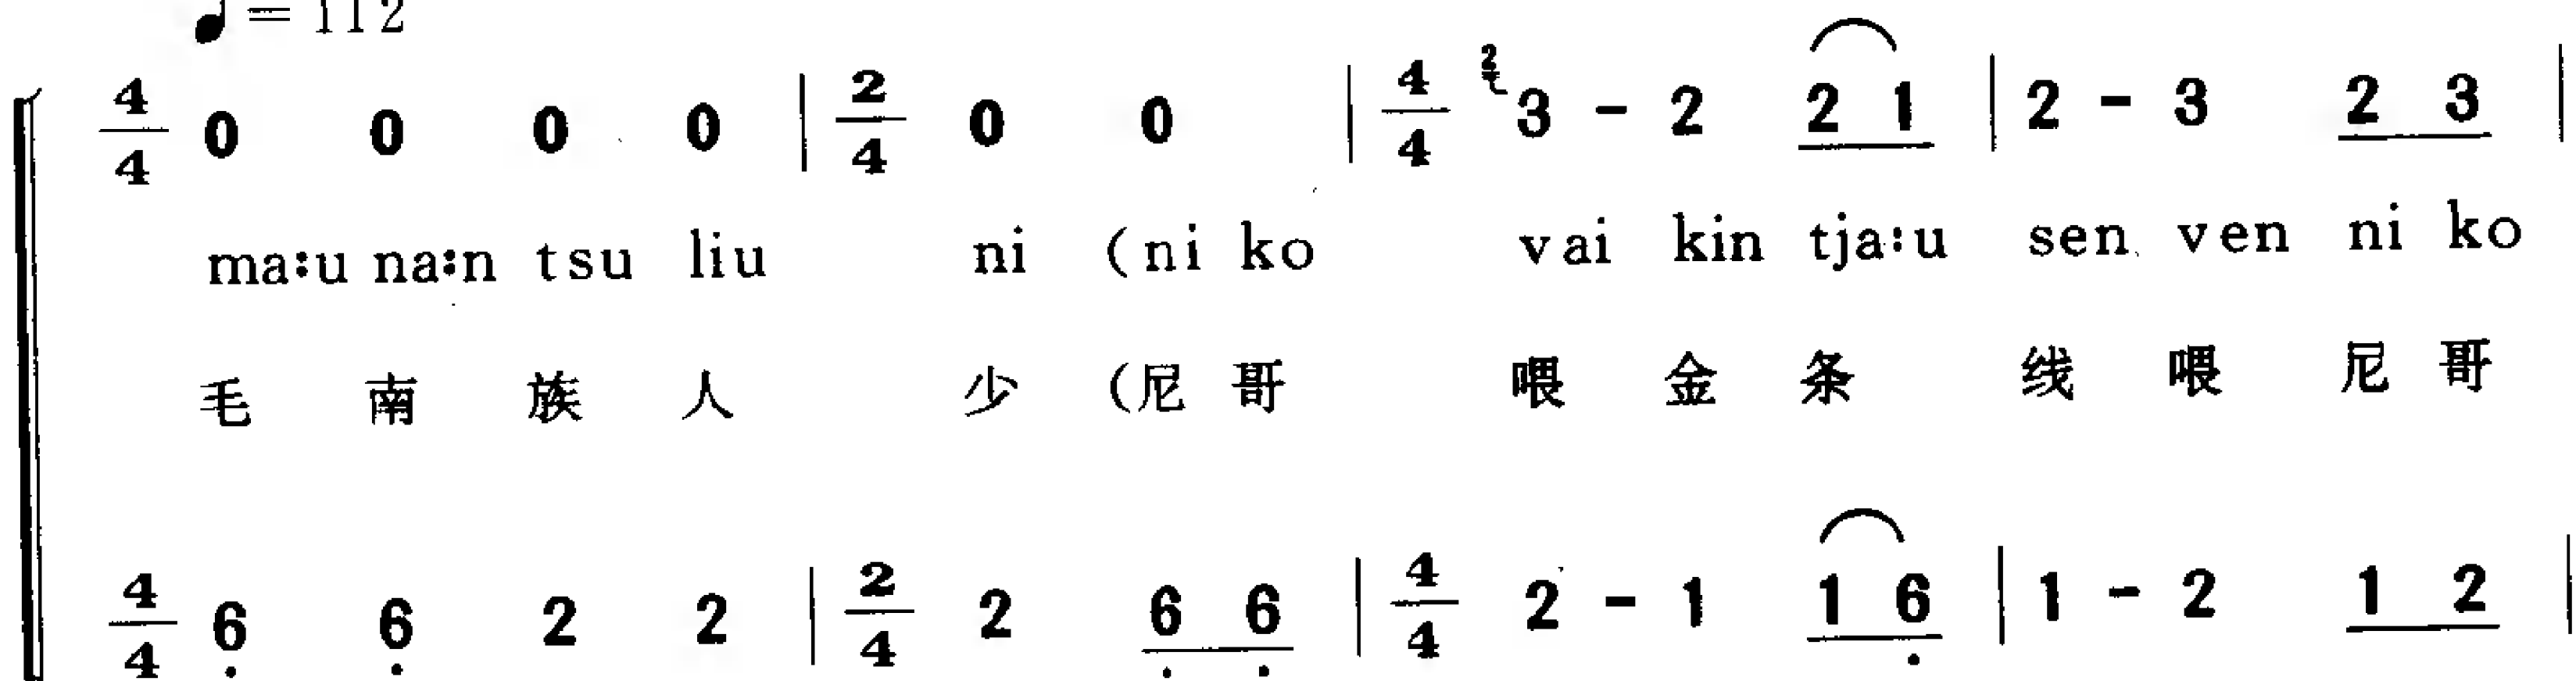 ♩= 112
4/4 0 0 0 0 | 2/4 0 0 | 4/4 2 3 - 2 2 1 | 2 - 3 2 3 |
ma:u na:n tsu liu ni (ni ko vai kin tja:u sen ven ni ko
毛 南 族 人 少 (尼 哥 喂 金 条 线 喂 尼 哥
4/4 6̣ 6̣ 2 2 | 2/4 2 6̣ 6̣ | 4/4 2 - 1 1 6̣ | 1 - 2 1 2 |